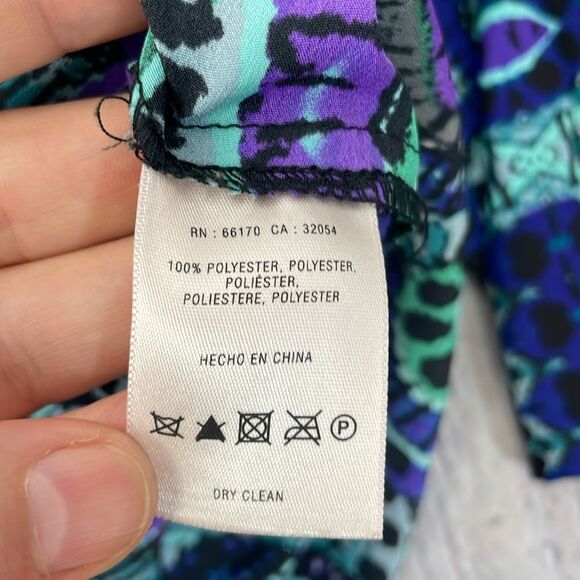 RN : 66170 CA : 32054
100% POLYESTER, POLYESTER,
POLIÉSTER,
POLIESTERE, POLYESTER
HECHO EN CHINA
P
DRY CLEAN